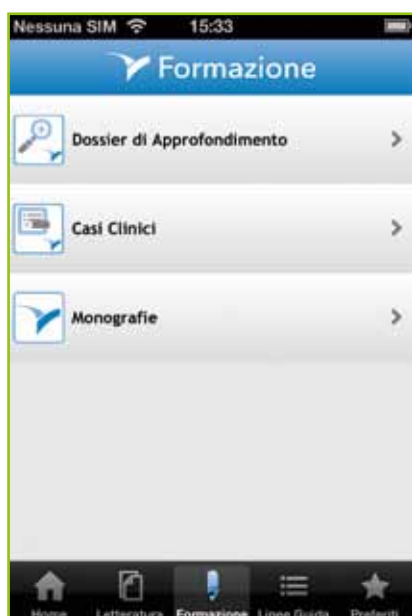 Nessuna SIM 15:33
Formazione
Dossier di Approfondimento
Casi Clinici
Monografie
Home Letteratura Formazione Linee Guida Preferiti